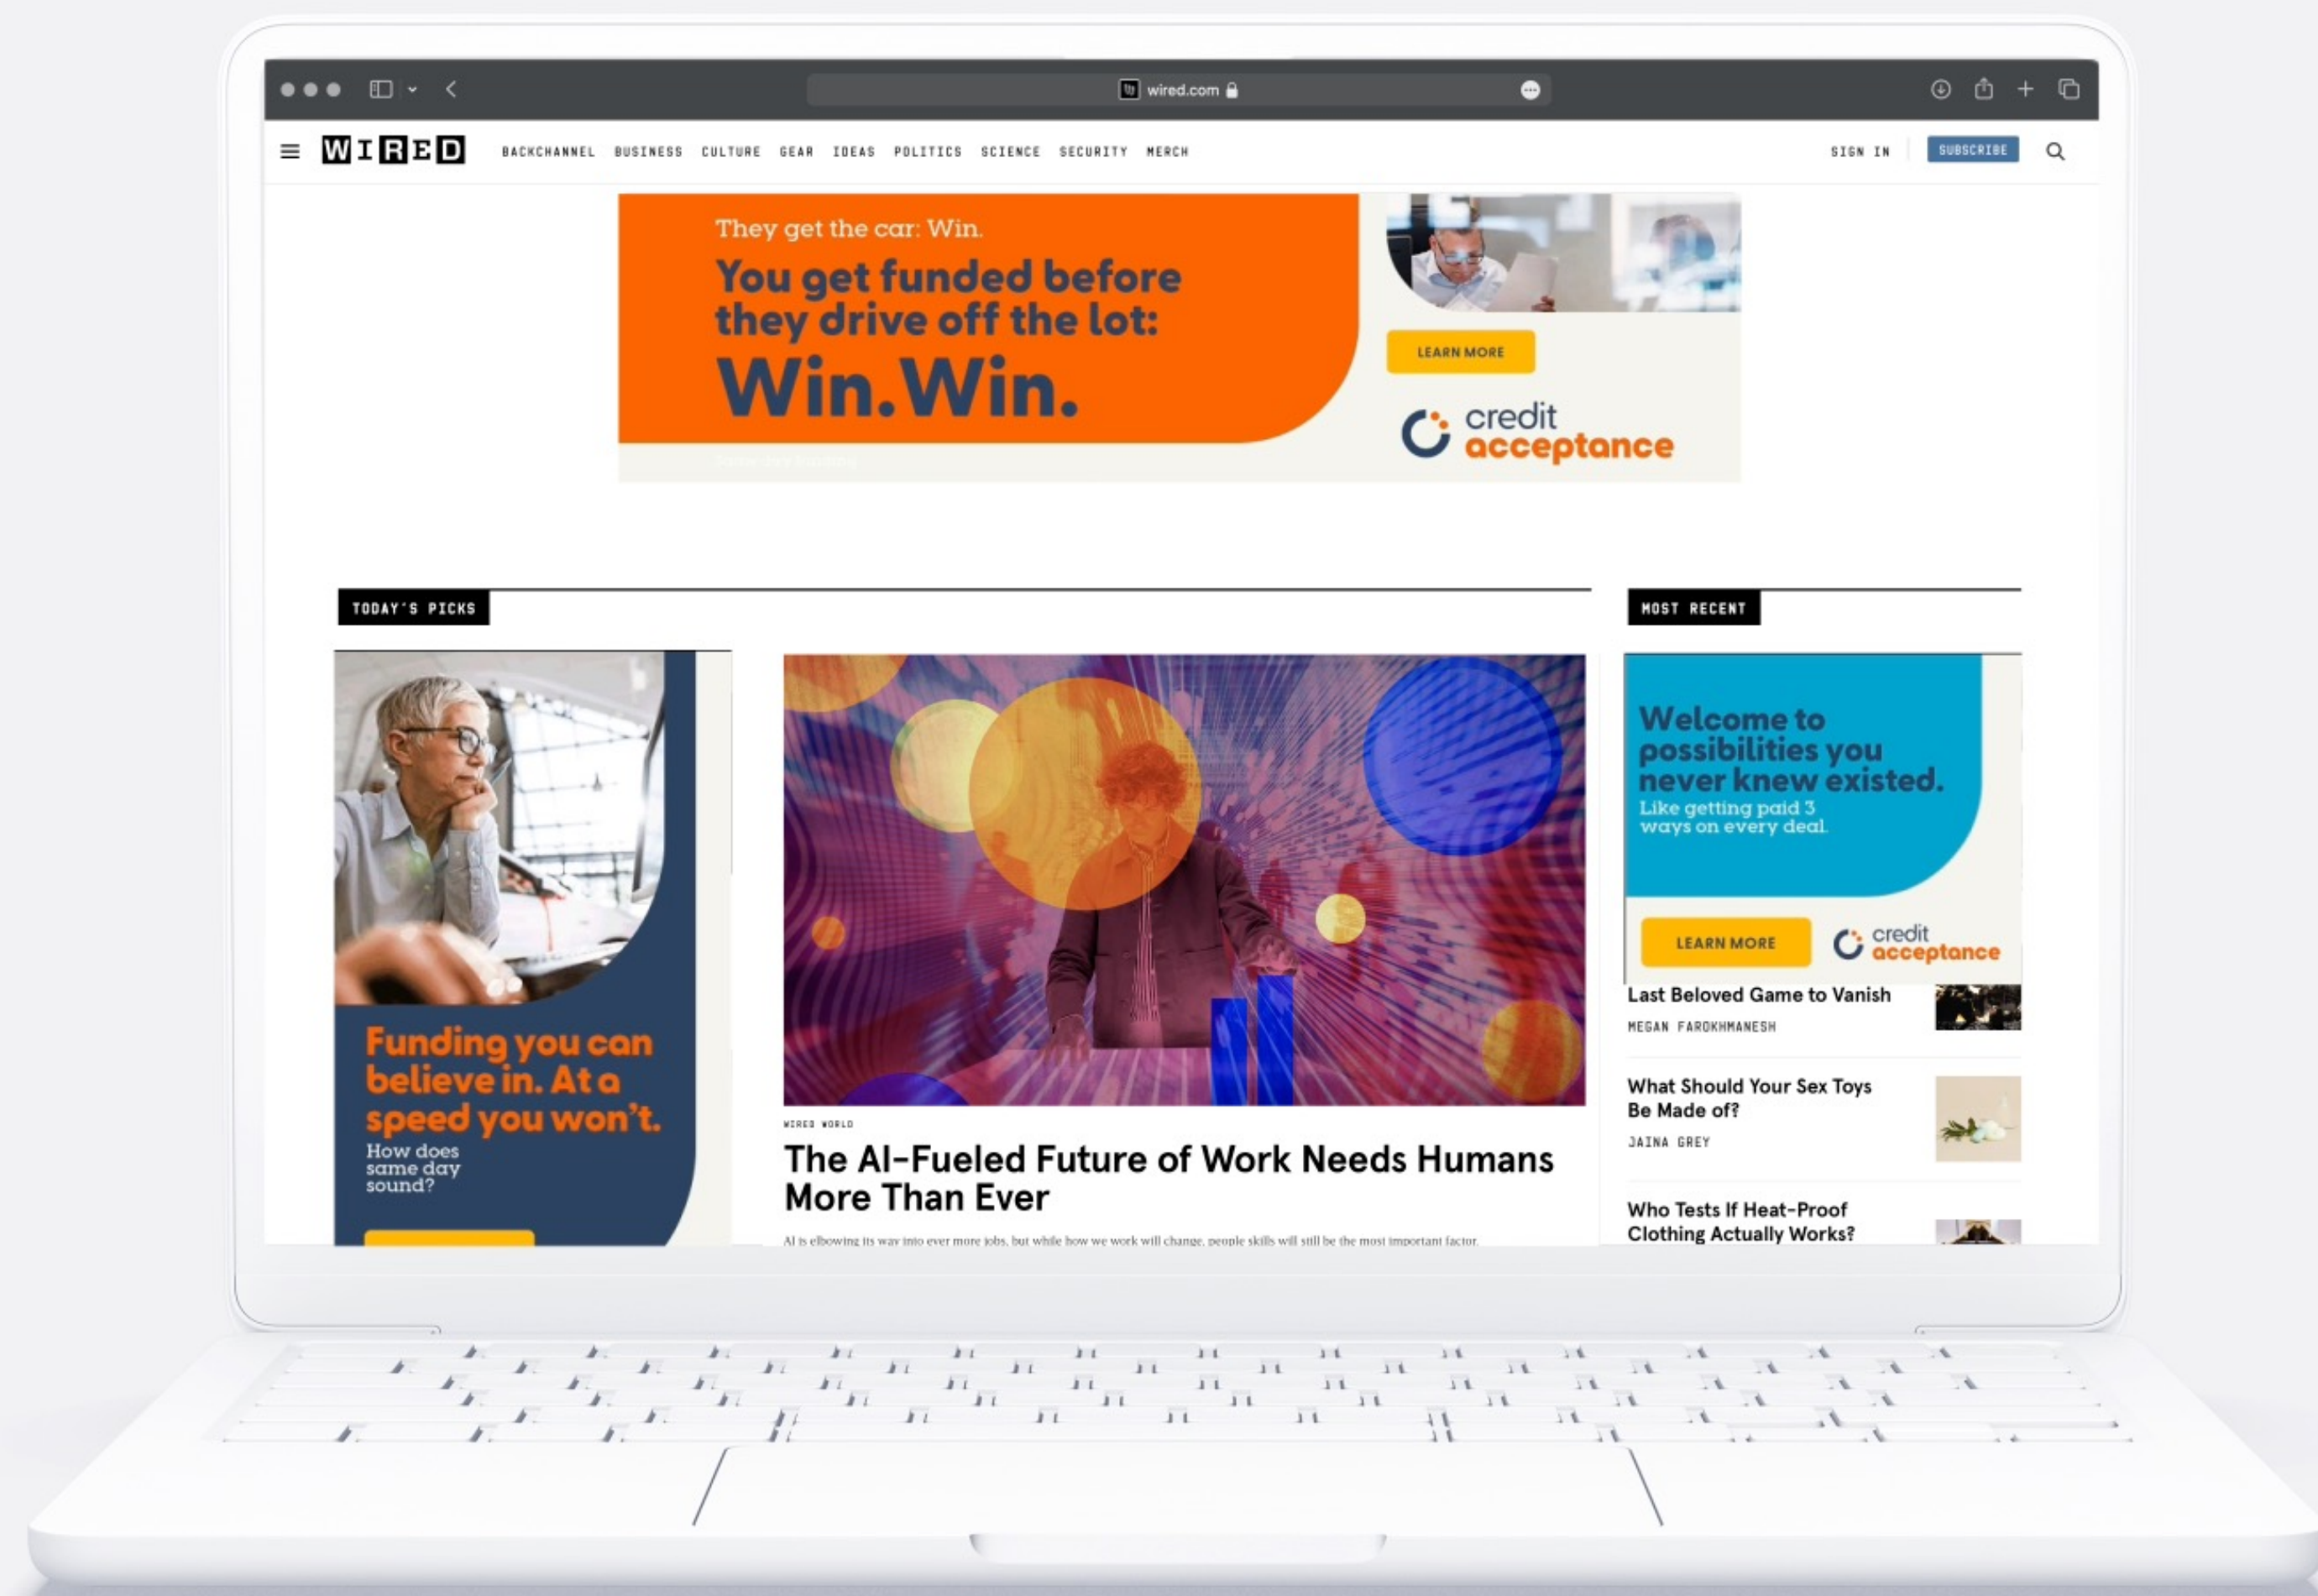 wired.com
WIRED
BACKCHANNEL BUSINESS CULTURE GEAR IDEAS POLITICS SCIENCE SECURITY MERCH
SIGN IN
SUBSCRIBE
They get the car: Win.
You get funded before
they drive off the lot:
Win.Win.
LEARN MORE
credit
acceptance
TODAY'S PICKS
Funding you can
believe in. At a
speed you won't.
How does
same day
sound?
WIRED WORLD
The AI-Fueled Future of Work Needs Humans
More Than Ever
AI is elbowing its way into ever more jobs, but while how we work will change, people skills will still be the most important factor.
MOST RECENT
Welcome to
possibilities you
never knew existed.
Like getting paid 3
ways on every deal.
LEARN MORE
credit
acceptance
Last Beloved Game to Vanish
MEGAN FAROKHMANESH
What Should Your Sex Toys
Be Made of?
JAINA GREY
Who Tests If Heat-Proof
Clothing Actually Works?